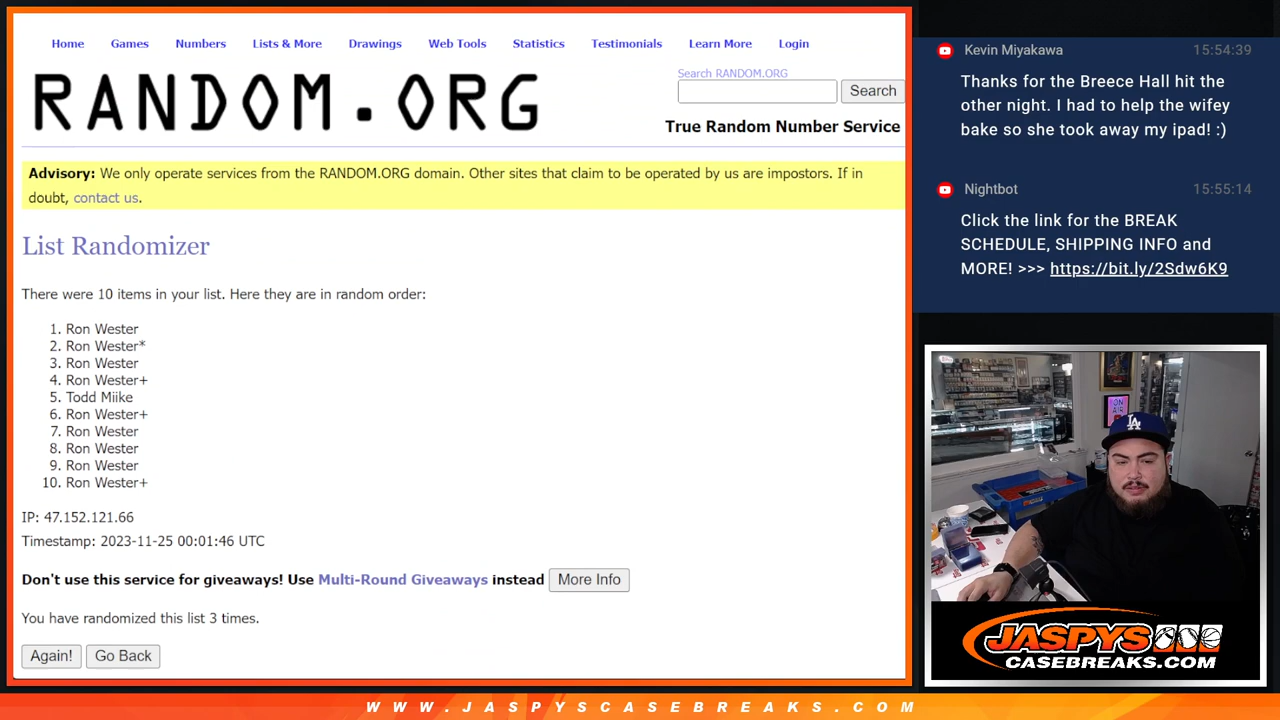 Home Games Numbers Lists & More Drawings Web Tools Statistics Testimonials Learn More Login
RANDOM.ORG
Search RANDOM.ORG
Search
True Random Number Service
Advisory: We only operate services from the RANDOM.ORG domain. Other sites that claim to be operated by us are impostors. If in
doubt, contact us.
List Randomizer
There were 10 items in your list. Here they are in random order:
1. Ron Wester
2. Ron Wester*
3. Ron Wester
4. Ron Wester+
5. Todd Miike
6. Ron Wester+
7. Ron Wester
8. Ron Wester
9. Ron Wester
10. Ron Wester+
IP: 47.152.121.66
Timestamp: 2023-11-25 00:01:46 UTC
Don't use this service for giveaways! Use Multi-Round Giveaways instead More Info
You have randomized this list 3 times.
Again! Go Back
Kevin Miyakawa 15:54:39
Thanks for the Breece Hall hit the
other night. I had to help the wifey
bake so she took away my ipad! :)
Nightbot 15:55:14
Click the link for the BREAK
SCHEDULE, SHIPPING INFO and
MORE! >>> https://bit.ly/2Sdw6K9
ON
AIR
LA
JASPYS
CASEBREAKS.COM
WWW.JASPYSCASEBREAKS.COM